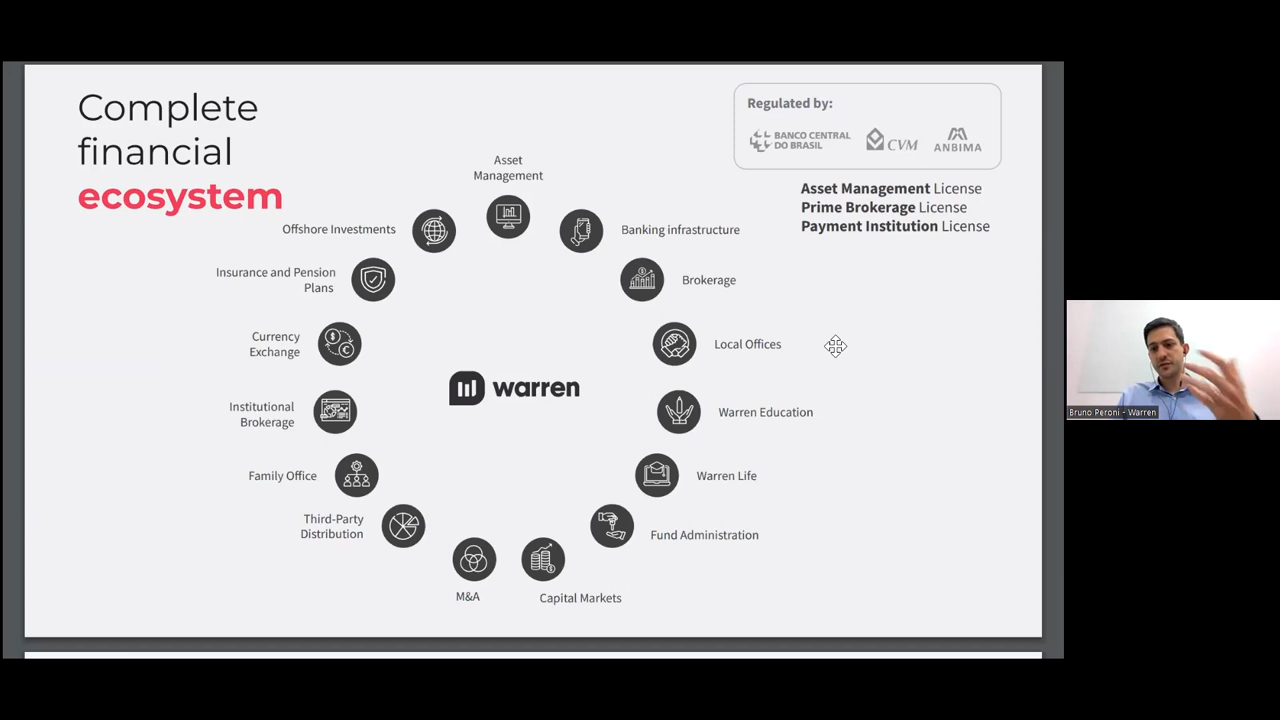 Complete
financial
ecosystem
Regulated by:
BANCO CENTRAL
DO BRASIL
CVM
ANBIMA
Asset Management License
Prime Brokerage License
Payment Institution License
Asset
Management
Offshore Investments
Banking infrastructure
Insurance and Pension
Plans
Brokerage
Currency
Exchange
Local Offices
warren
Institutional
Brokerage
Warren Education
Family Office
Warren Life
Third-Party
Distribution
Fund Administration
M&A
Capital Markets
Bruno Peroni - Warren